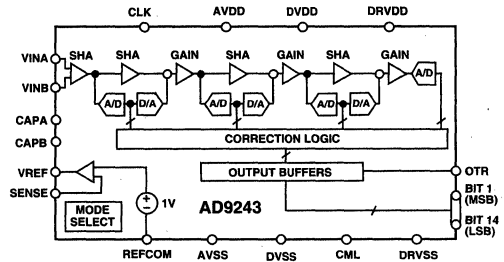 CLK AVDD DVDD DRVDD
VINA SHA SHA GAIN SHA GAIN SHA GAIN
VINB A/D D/A A/D D/A A/D D/A A/D
CAPA
CAPB CORRECTION LOGIC
VREF OUTPUT BUFFERS OTR
SENSE
MODE SELECT
1V
AD9243
BIT 1
(MSB)
BIT 14
(LSB)
REFCOM AVSS DVSS CML DRVSS